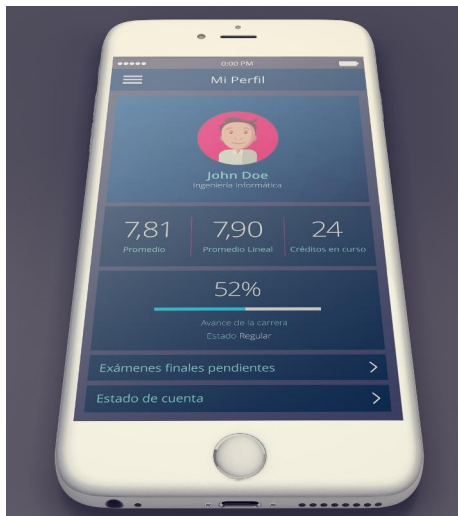 0:00 PM
Mi Perfil
John Doe
Ingeniería Informática
7,81
Promedio
7,90
Promedio Lineal
24
Créditos en curso
52%
Avance de la carrera
Estado Regular
Exámenes finales pendientes
Estado de cuenta